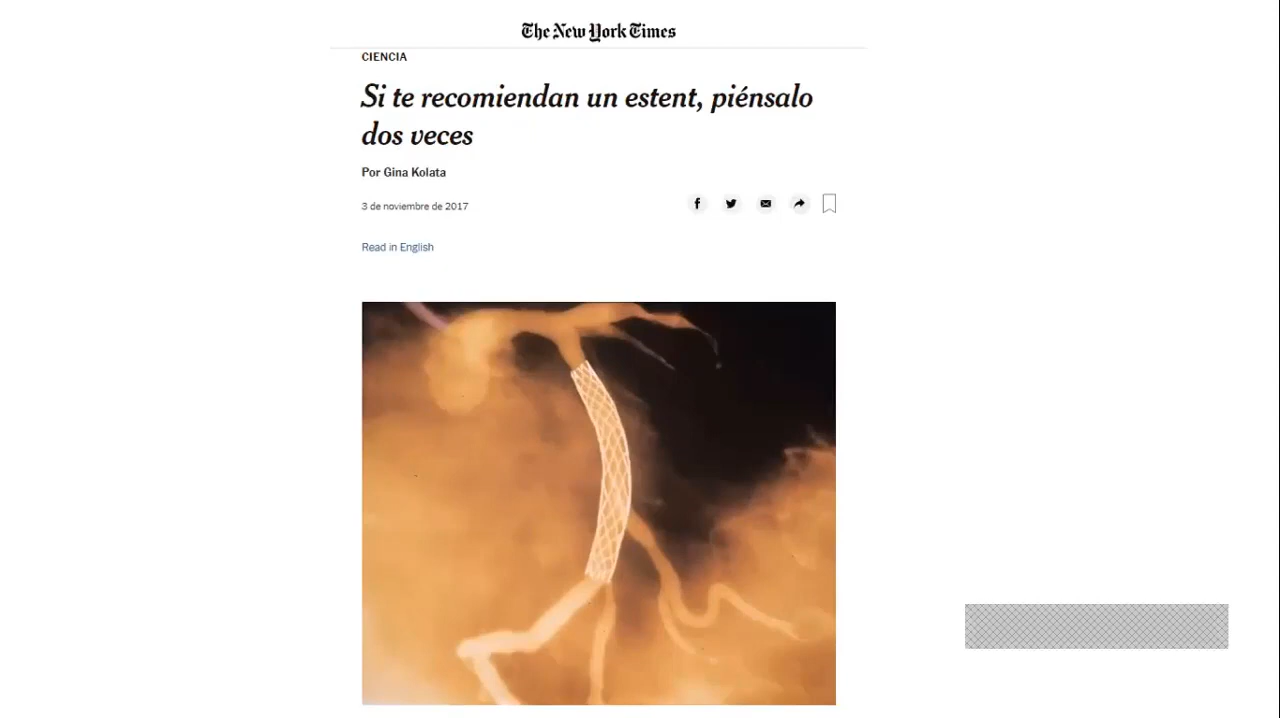 The New York Times
CIENCIA
Si te recomiendan un estent, piénsalo
dos veces
Por Gina Kolata
3 de noviembre de 2017
Read in English